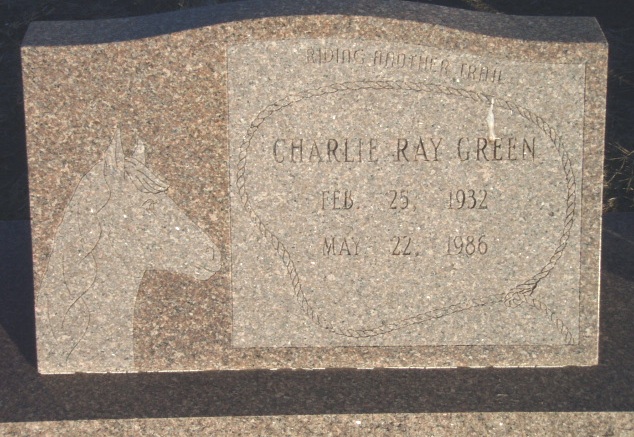 RIDING ANOTHER TRAIL
CHARLIE RAY GREEN
FEB. 25, 1932
MAY 22, 1986